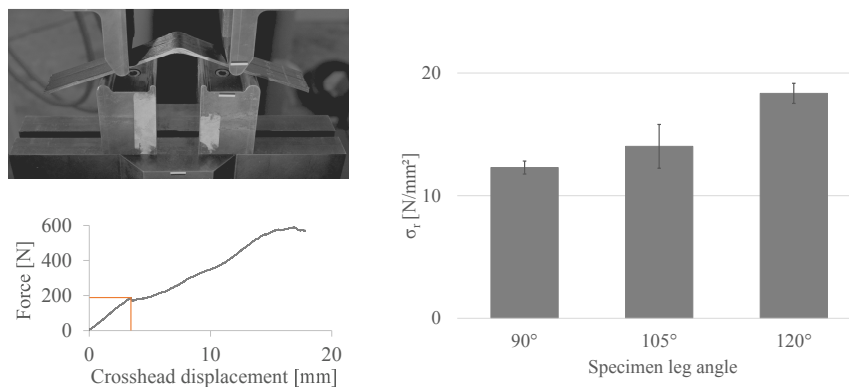 600
400
200
0
Force [N]
0 10 20
Crosshead displacement [mm]
20
10
0
σr [N/mm²]
90° 105° 120°
Specimen leg angle